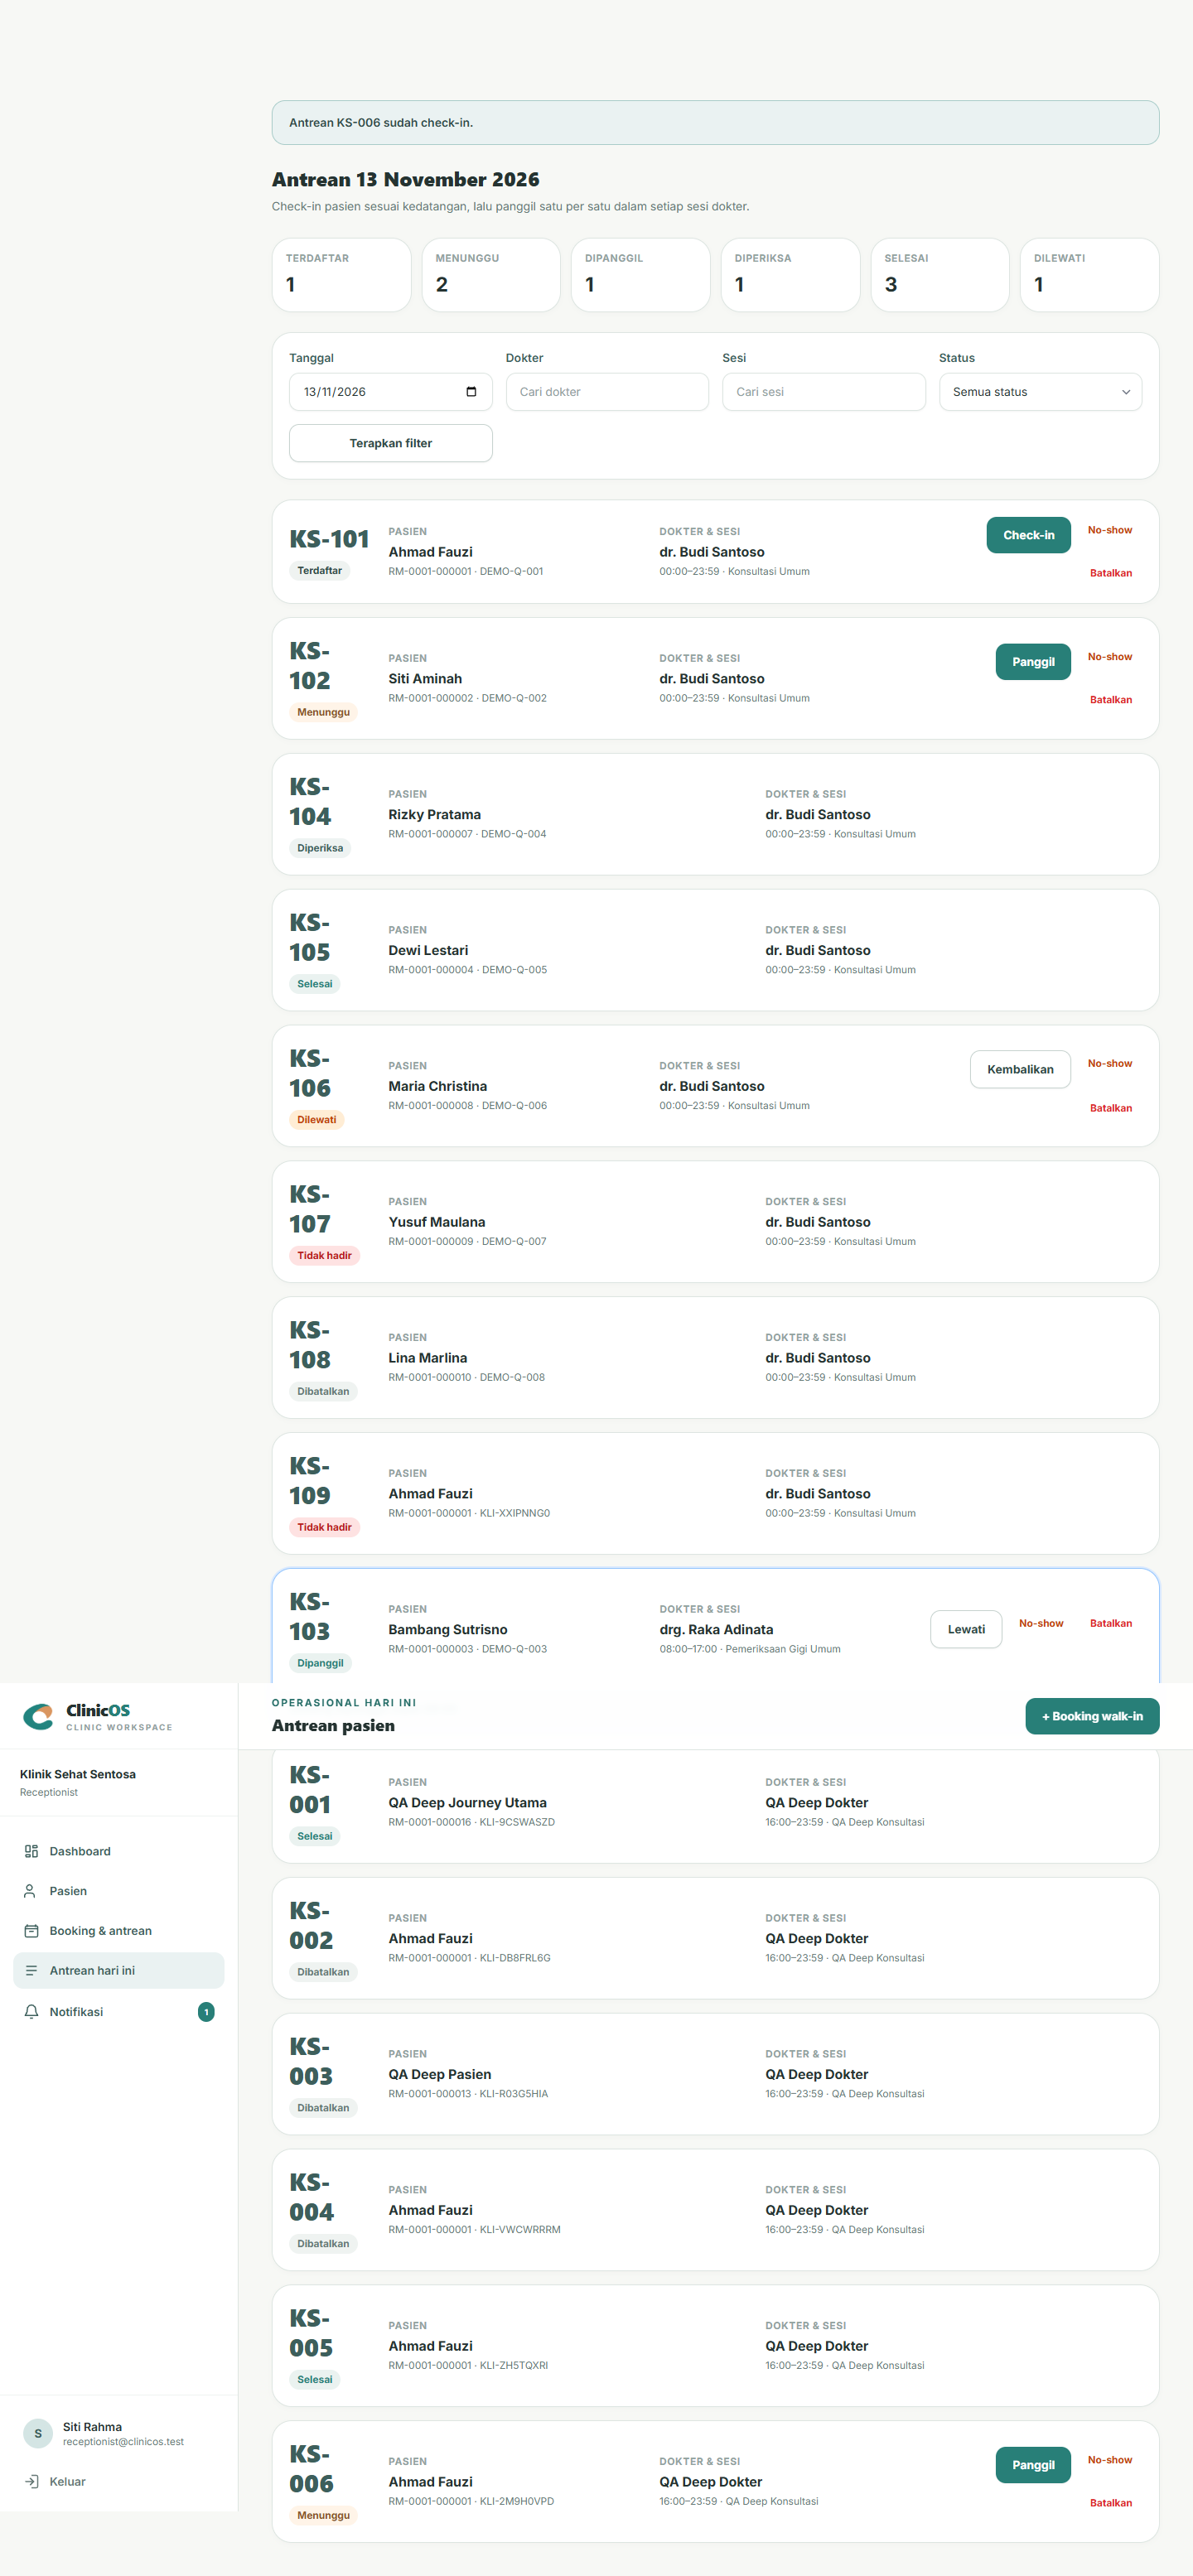 Antrean KS-006 sudah check-in.
Antrean 13 November 2026
Check-in pasien sesuai kedatangan, lalu panggil satu per satu dalam setiap sesi dokter.
TERDAFTAR
1
MENUNGGU
2
DIPANGGIL
1
DIPERIKSA
1
SELESAI
3
DILEWATI
1
Tanggal
13/11/2026
Dokter
Cari dokter
Sesi
Cari sesi
Status
Semua status
Terapkan filter
KS-101
Terdaftar
PASIEN
Ahmad Fauzi
RM-0001-000001 · DEMO-Q-001
DOKTER & SESI
dr. Budi Santoso
00:00–23:59 · Konsultasi Umum
Check-in
No-show
Batalkan
KS-
102
Menunggu
PASIEN
Siti Aminah
RM-0001-000002 · DEMO-Q-002
DOKTER & SESI
dr. Budi Santoso
00:00–23:59 · Konsultasi Umum
Panggil
No-show
Batalkan
KS-
104
Diperiksa
PASIEN
Rizky Pratama
RM-0001-000007 · DEMO-Q-004
DOKTER & SESI
dr. Budi Santoso
00:00–23:59 · Konsultasi Umum
KS-
105
Selesai
PASIEN
Dewi Lestari
RM-0001-000004 · DEMO-Q-005
DOKTER & SESI
dr. Budi Santoso
00:00–23:59 · Konsultasi Umum
KS-
106
Dilewati
PASIEN
Maria Christina
RM-0001-000008 · DEMO-Q-006
DOKTER & SESI
dr. Budi Santoso
00:00–23:59 · Konsultasi Umum
Kembalikan
No-show
Batalkan
KS-
107
Tidak hadir
PASIEN
Yusuf Maulana
RM-0001-000009 · DEMO-Q-007
DOKTER & SESI
dr. Budi Santoso
00:00–23:59 · Konsultasi Umum
KS-
108
Dibatalkan
PASIEN
Lina Marlina
RM-0001-000010 · DEMO-Q-008
DOKTER & SESI
dr. Budi Santoso
00:00–23:59 · Konsultasi Umum
KS-
109
Tidak hadir
PASIEN
Ahmad Fauzi
RM-0001-000001 · KLI-XXIPNNG0
DOKTER & SESI
dr. Budi Santoso
00:00–23:59 · Konsultasi Umum
KS-
103
Dipanggil
PASIEN
Bambang Sutrisno
RM-0001-000003 · DEMO-Q-003
DOKTER & SESI
drg. Raka Adinata
08:00–17:00 · Pemeriksaan Gigi Umum
Lewati
No-show
Batalkan
ClinicOS
CLINIC WORKSPACE
OPERASIONAL HARI INI
Antrean pasien
+ Booking walk-in
Klinik Sehat Sentosa
Receptionist
Dashboard
Pasien
Booking & antrean
Antrean hari ini
Notifikasi
1
S
Siti Rahma
receptionist@clinicos.test
Keluar
KS-
001
Selesai
PASIEN
QA Deep Journey Utama
RM-0001-000016 · KLI-9CSWASZD
DOKTER & SESI
QA Deep Dokter
16:00–23:59 · QA Deep Konsultasi
KS-
002
Dibatalkan
PASIEN
Ahmad Fauzi
RM-0001-000001 · KLI-DB8FRL6G
DOKTER & SESI
QA Deep Dokter
16:00–23:59 · QA Deep Konsultasi
KS-
003
Dibatalkan
PASIEN
QA Deep Pasien
RM-0001-000013 · KLI-R03G5HIA
DOKTER & SESI
QA Deep Dokter
16:00–23:59 · QA Deep Konsultasi
KS-
004
Dibatalkan
PASIEN
Ahmad Fauzi
RM-0001-000001 · KLI-VWCWRRRM
DOKTER & SESI
QA Deep Dokter
16:00–23:59 · QA Deep Konsultasi
KS-
005
Selesai
PASIEN
Ahmad Fauzi
RM-0001-000001 · KLI-ZH5TQXRI
DOKTER & SESI
QA Deep Dokter
16:00–23:59 · QA Deep Konsultasi
KS-
006
Menunggu
PASIEN
Ahmad Fauzi
RM-0001-000001 · KLI-2M9H0VPD
DOKTER & SESI
QA Deep Dokter
16:00–23:59 · QA Deep Konsultasi
Panggil
No-show
Batalkan